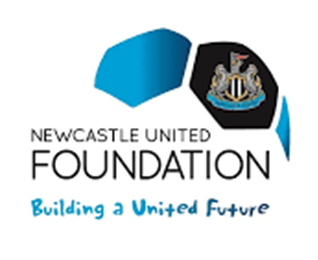 NEWCASTLE UNITED
FOUNDATION
Building a United Future